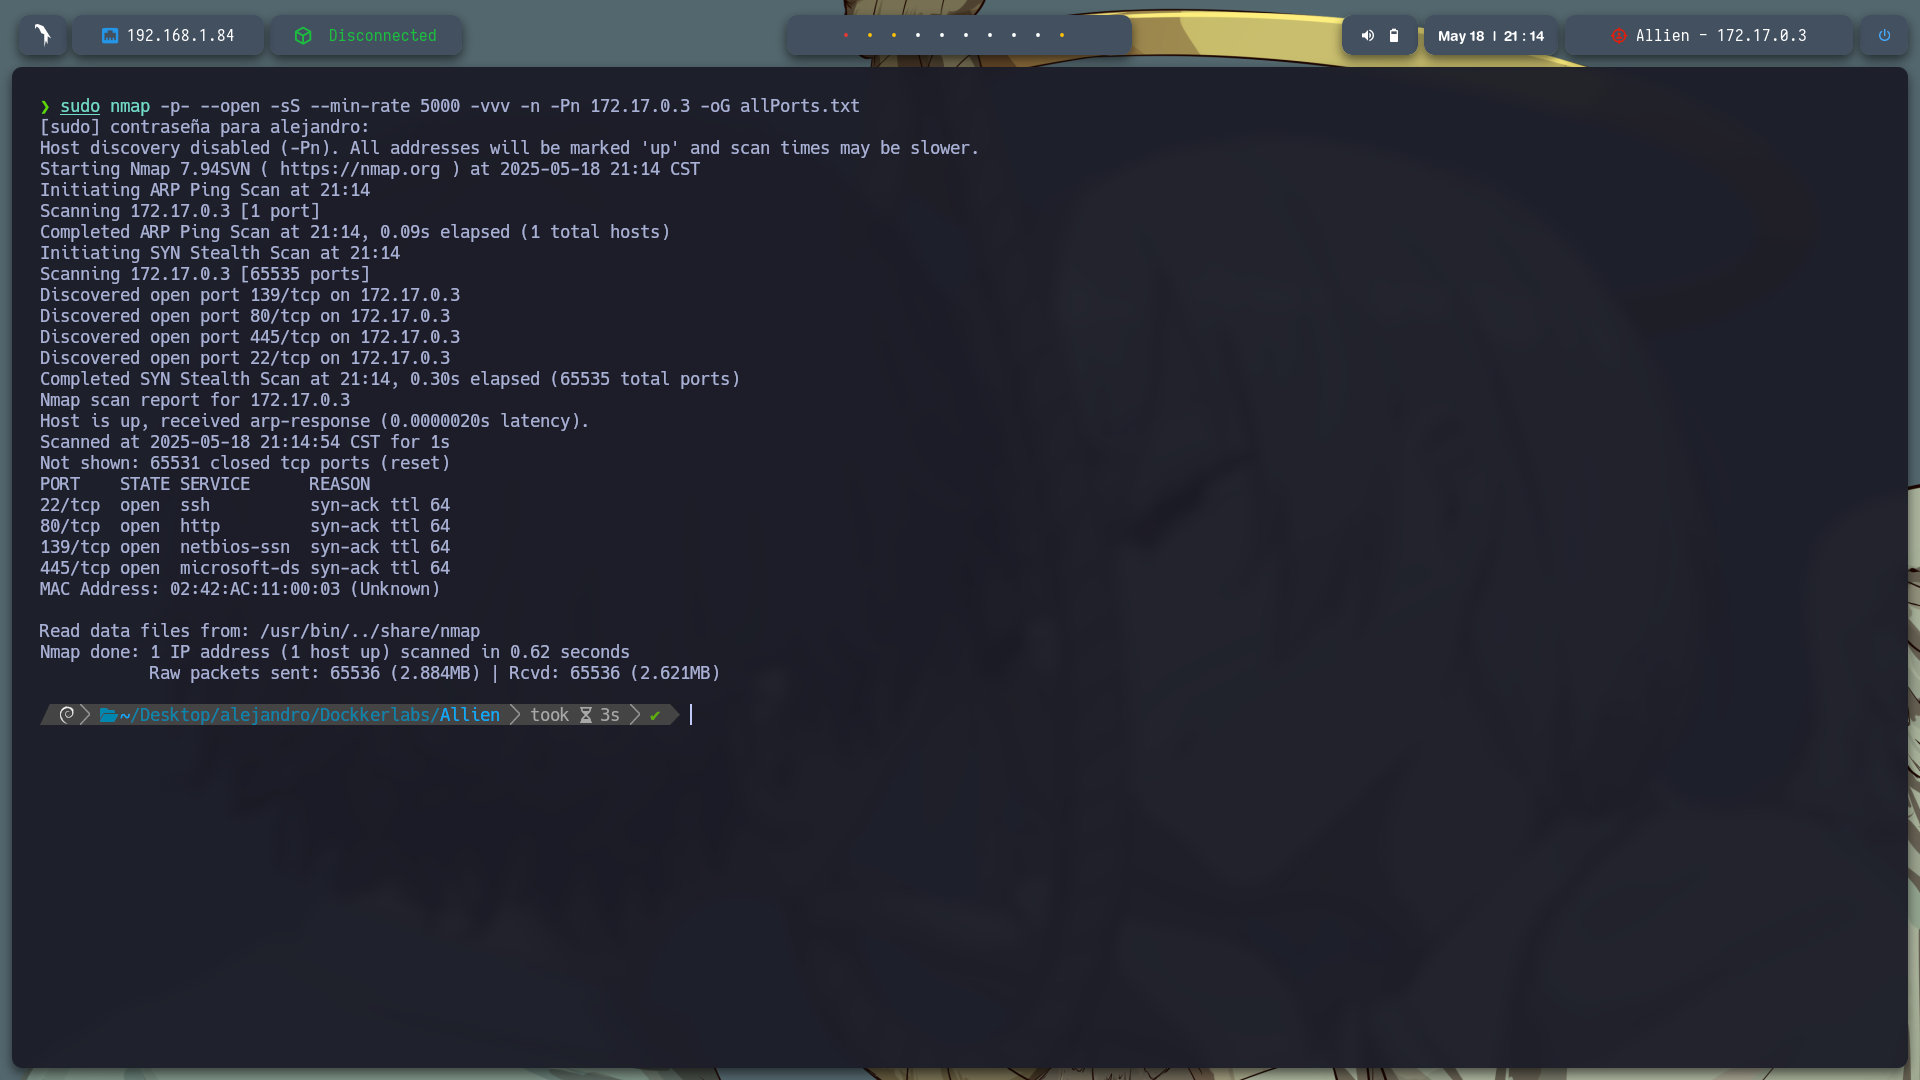 192.168.1.84
Disconnected
May 18 | 21:14
Allien - 172.17.0.3
❯ sudo nmap -p- --open -sS --min-rate 5000 -vvv -n -Pn 172.17.0.3 -oG allPorts.txt
[sudo] contraseña para alejandro:
Host discovery disabled (-Pn). All addresses will be marked 'up' and scan times may be slower.
Starting Nmap 7.94SVN ( https://nmap.org ) at 2025-05-18 21:14 CST
Initiating ARP Ping Scan at 21:14
Scanning 172.17.0.3 [1 port]
Completed ARP Ping Scan at 21:14, 0.09s elapsed (1 total hosts)
Initiating SYN Stealth Scan at 21:14
Scanning 172.17.0.3 [65535 ports]
Discovered open port 139/tcp on 172.17.0.3
Discovered open port 80/tcp on 172.17.0.3
Discovered open port 445/tcp on 172.17.0.3
Discovered open port 22/tcp on 172.17.0.3
Completed SYN Stealth Scan at 21:14, 0.30s elapsed (65535 total ports)
Nmap scan report for 172.17.0.3
Host is up, received arp-response (0.0000020s latency).
Scanned at 2025-05-18 21:14:54 CST for 1s
Not shown: 65531 closed tcp ports (reset)
PORT    STATE SERVICE      REASON
22/tcp  open  ssh          syn-ack ttl 64
80/tcp  open  http         syn-ack ttl 64
139/tcp open  netbios-ssn  syn-ack ttl 64
445/tcp open  microsoft-ds syn-ack ttl 64
MAC Address: 02:42:AC:11:00:03 (Unknown)
Read data files from: /usr/bin/../share/nmap
Nmap done: 1 IP address (1 host up) scanned in 0.62 seconds
Raw packets sent: 65536 (2.884MB) | Rcvd: 65536 (2.621MB)
~/Desktop/alejandro/Dockkerlabs/Allien took 3s ✔